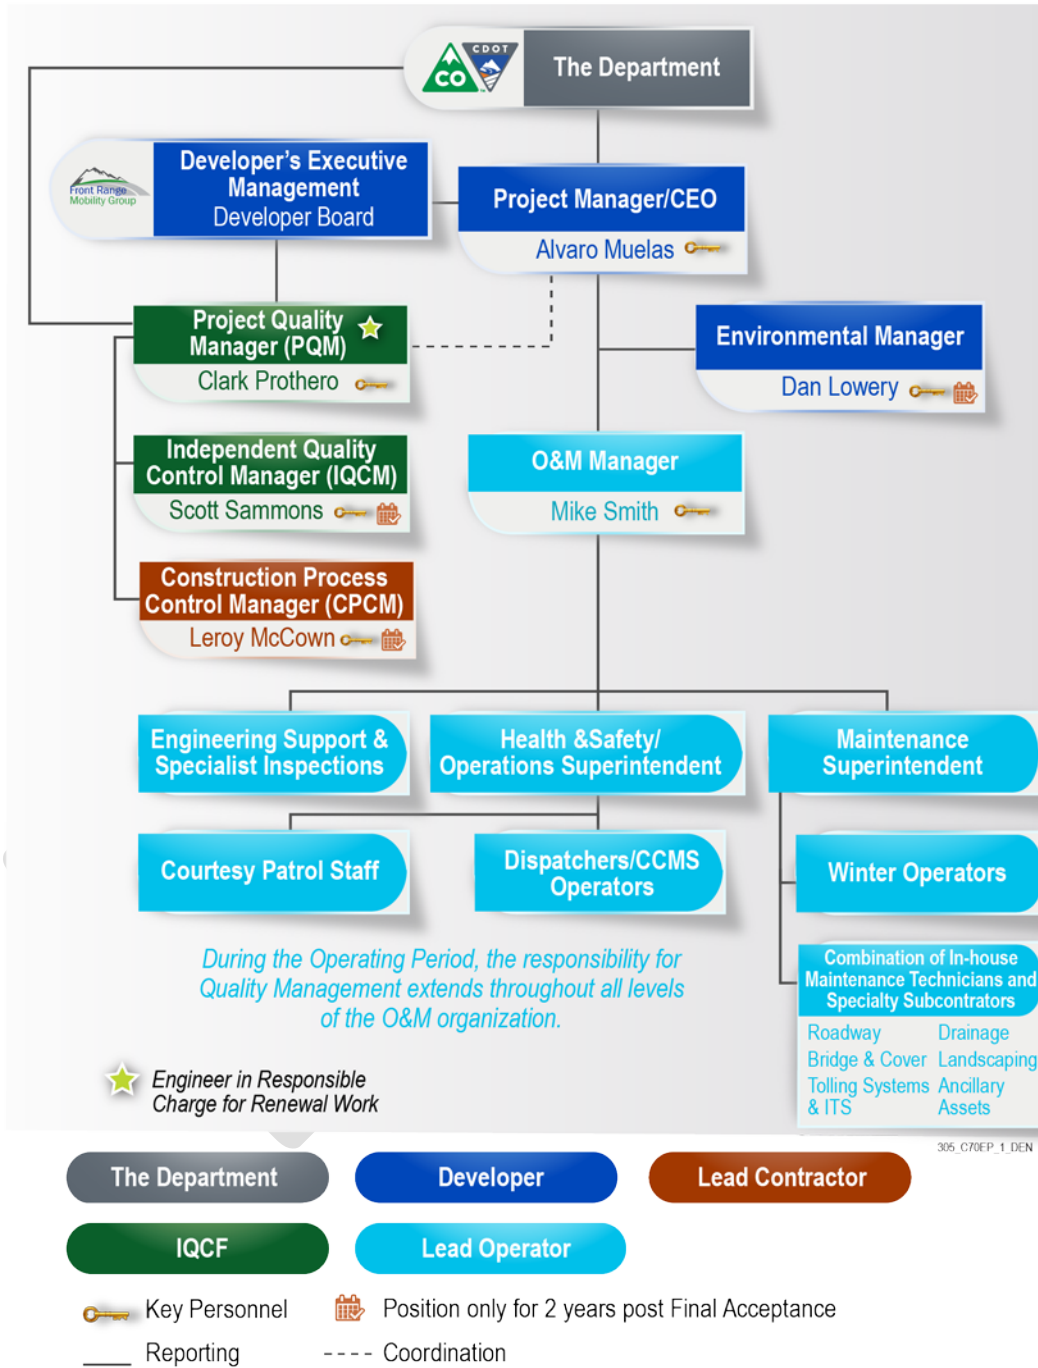 CO
CDOT
The Department
Front Range
Mobility Group
Developer's Executive
Management
Developer Board
Project Manager/CEO
Alvaro Muelas
Project Quality
Manager (PQM)
Clark Prothero
Environmental Manager
Dan Lowery
Independent Quality
Control Manager (IQCM)
Scott Sammons
O&M Manager
Mike Smith
Construction Process
Control Manager (CPCM)
Leroy McCown
Engineering Support &
Specialist Inspections
Health &Safety/
Operations Superintendent
Maintenance
Superintendent
Courtesy Patrol Staff
Dispatchers/CCMS
Operators
Winter Operators
Combination of In-house
Maintenance Technicians and
Specialty Subcontrators
Roadway
Bridge & Cover
Tolling Systems
& ITS
Drainage
Landscaping
Ancillary
Assets
During the Operating Period, the responsibility for
Quality Management extends throughout all levels
of the O&M organization.
Engineer in Responsible
Charge for Renewal Work
305_C70EP_1_DEN
The Department
Developer
Lead Contractor
IQCF
Lead Operator
Key Personnel
Position only for 2 years post Final Acceptance
Reporting
Coordination